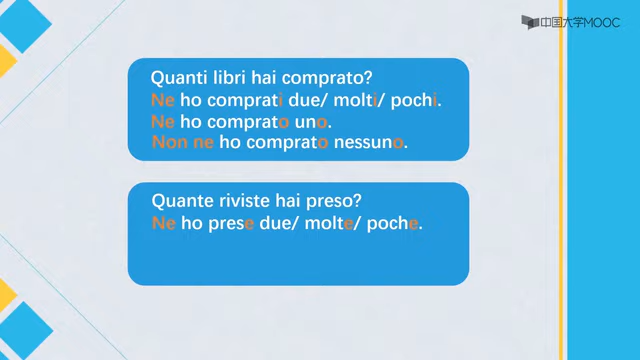 中国大学MOOC
Quanti libri hai comprato?
Ne ho comprati due/ molti/ pochi.
Ne ho comprato uno.
Non ne ho comprato nessuno.
Quante riviste hai preso?
Ne ho prese due/ molte/ poche.